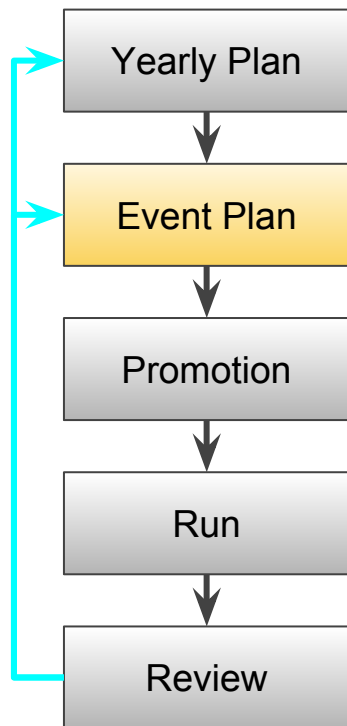 Yearly Plan
Event Plan
Promotion
Run
Review